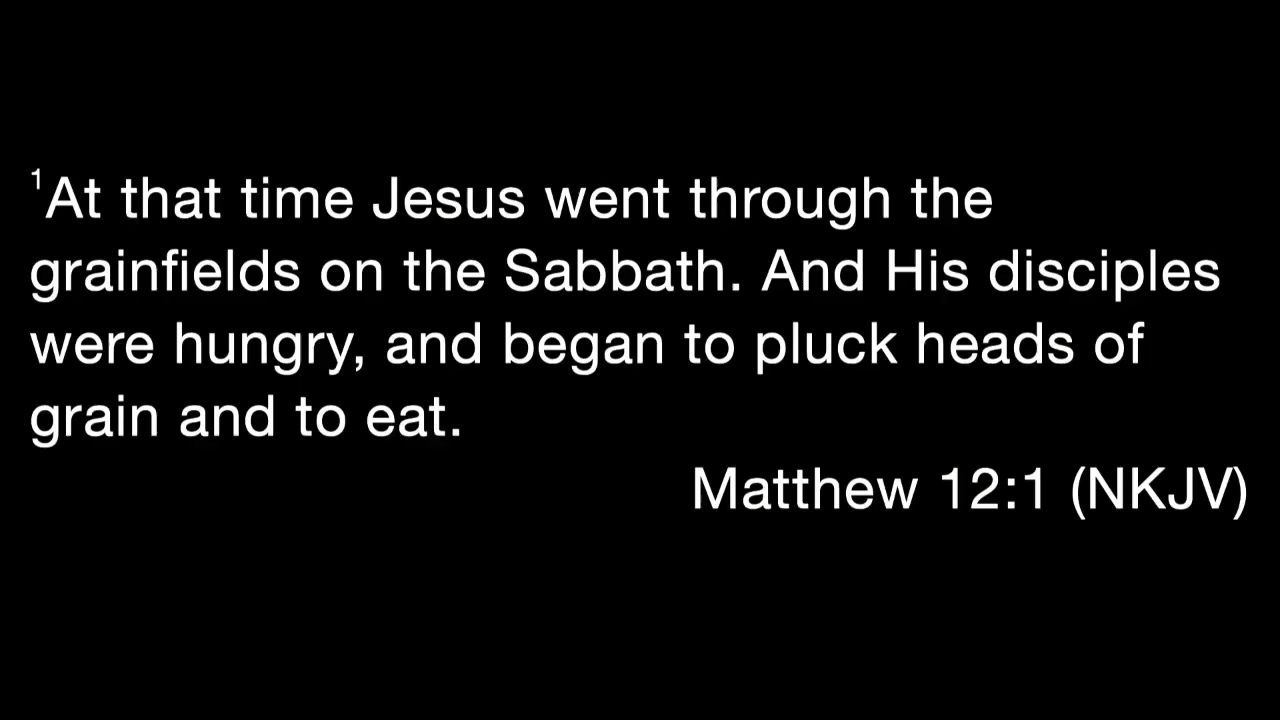 ¹At that time Jesus went through the
grainfields on the Sabbath. And His disciples
were hungry, and began to pluck heads of
grain and to eat.
Matthew 12:1 (NKJV)